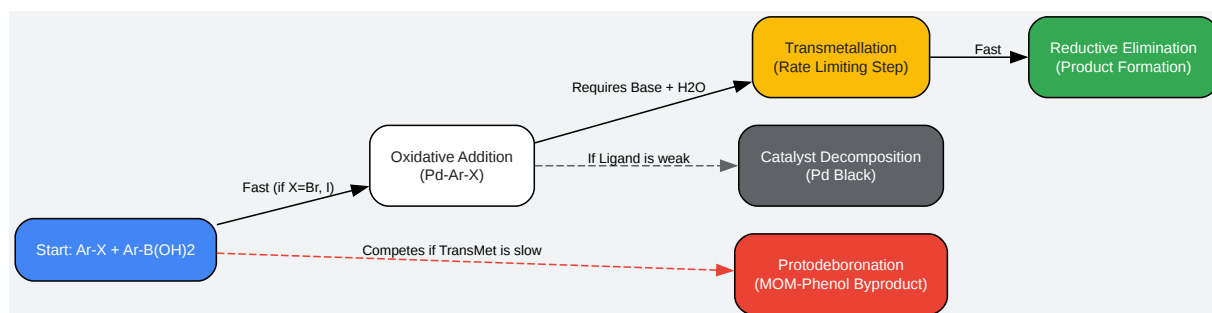 Transmetallation
(Rate Limiting Step)
Fast
Reductive Elimination
(Product Formation)
Requires Base + H2O
Oxidative Addition
(Pd-Ar-X)
If Ligand is weak
Catalyst Decomposition
(Pd Black)
Fast (if X=Br, I)
Start: Ar-X + Ar-B(OH)2
Competes if TransMet is slow
Protodeboronation
(MOM-Phenol Byproduct)